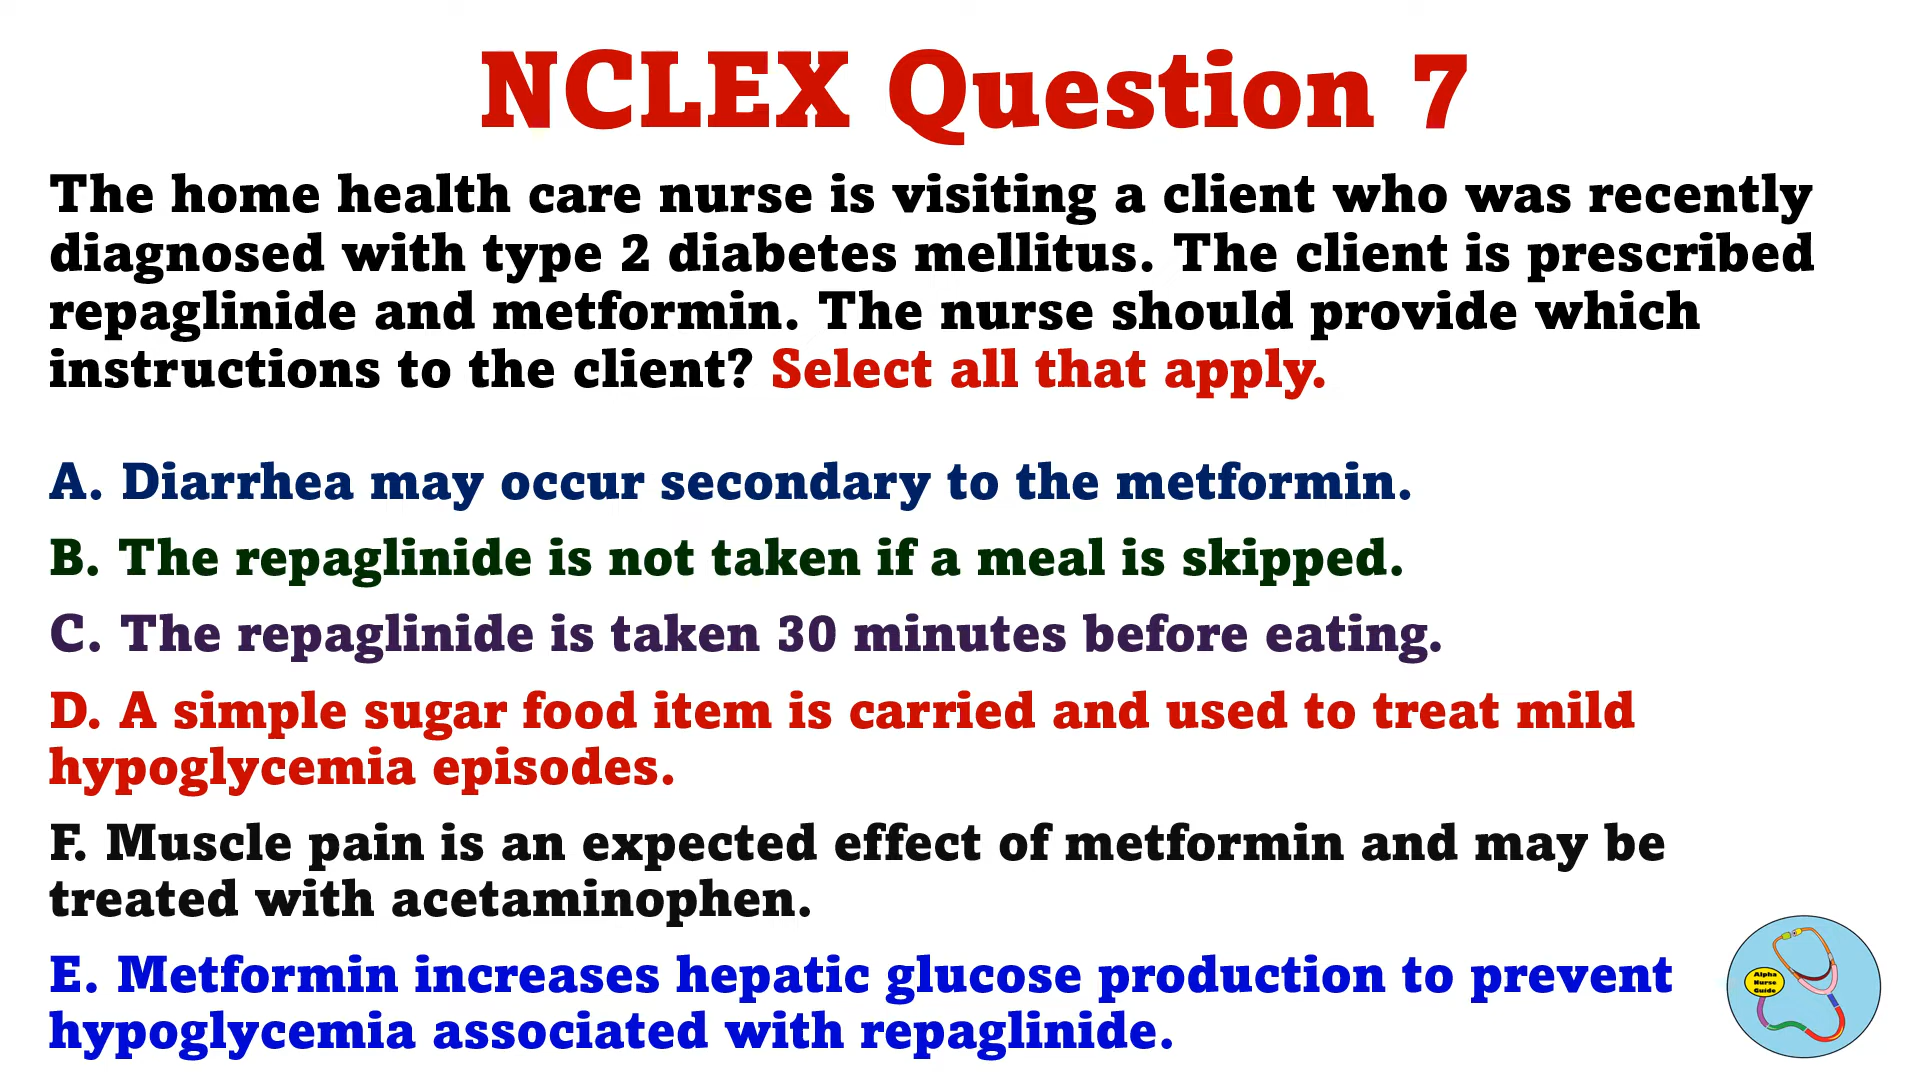 NCLEX Question 7
The home health care nurse is visiting a client who was recently
diagnosed with type 2 diabetes mellitus. The client is prescribed
repaglinide and metformin. The nurse should provide which
instructions to the client? Select all that apply.
A. Diarrhea may occur secondary to the metformin.
B. The repaglinide is not taken if a meal is skipped.
C. The repaglinide is taken 30 minutes before eating.
D. A simple sugar food item is carried and used to treat mild
hypoglycemia episodes.
F. Muscle pain is an expected effect of metformin and may be
treated with acetaminophen.
E. Metformin increases hepatic glucose production to prevent
hypoglycemia associated with repaglinide.
Alpha
Nurse
Guide